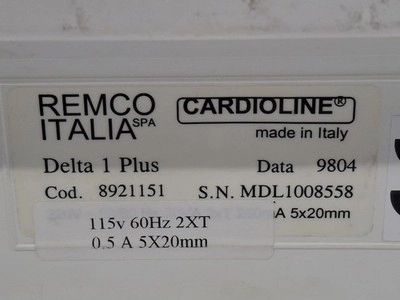 REMCO
ITALIA SPA
CARDIOLINE®
made in Italy
Delta 1 Plus Data 9804
Cod. 8921151 S.N. MDL1008558
A 5x20mm
115v 60Hz 2XT
0.5 A 5X20mm